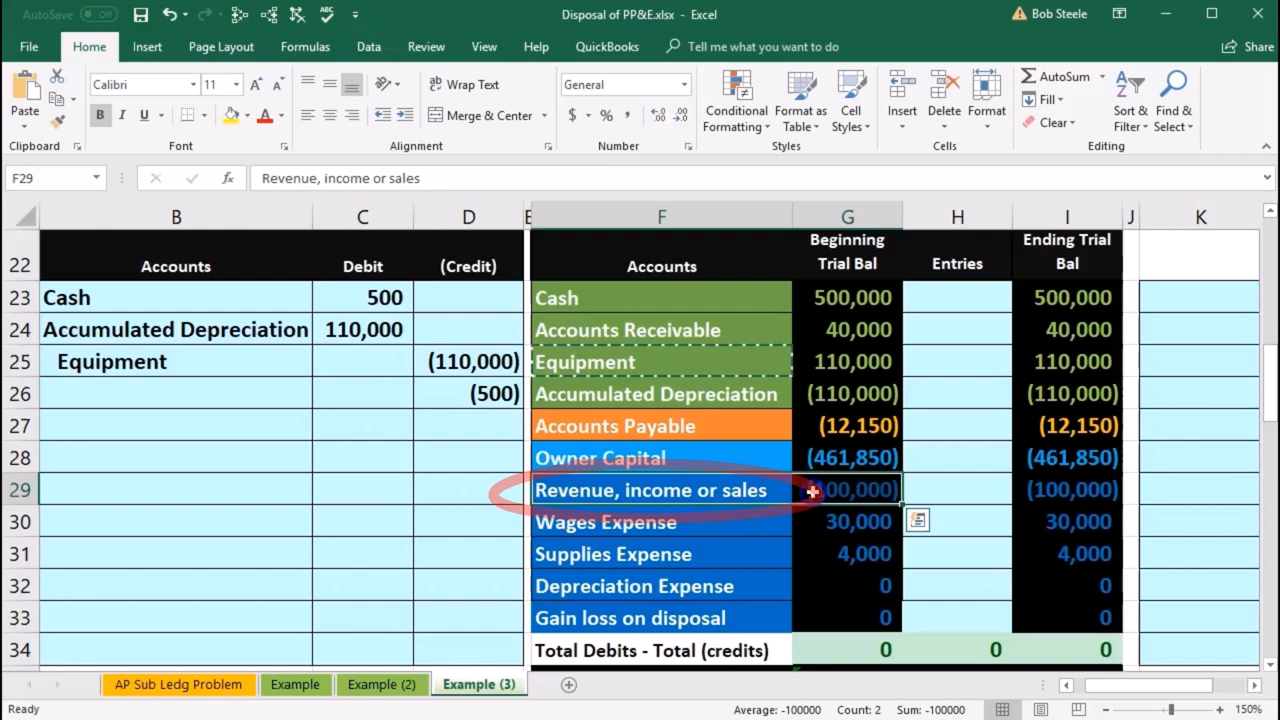 AutoSave Off Disposal of PP&E.xlsx - Excel Bob Steele
File Home Insert Page Layout Formulas Data Review View Help QuickBooks Tell me what you want to do Share
Paste Calibri 11 Wrap Text General Conditional Format as Cell Insert Delete Format AutoSum Sort & Find &
B I U Merge & Center $ % Formatting Table Styles Fill Filter Select
Clear
Clipboard Font Alignment Number Styles Cells Editing
F29 fx Revenue, income or sales
B C D E F G H I J K
Beginning Ending Trial
22 Accounts Debit (Credit) Accounts Trial Bal Entries Bal
23 Cash 500 Cash 500,000 500,000
24 Accumulated Depreciation 110,000 Accounts Receivable 40,000 40,000
25 Equipment (110,000) Equipment 110,000 110,000
26 (500) Accumulated Depreciation (110,000) (110,000)
27 Accounts Payable (12,150) (12,150)
28 Owner Capital (461,850) (461,850)
29 Revenue, income or sales (100,000) (100,000)
30 Wages Expense 30,000 30,000
31 Supplies Expense 4,000 4,000
32 Depreciation Expense 0 0
33 Gain loss on disposal 0 0
34 Total Debits - Total (credits) 0 0 0
AP Sub Ledg Problem Example Example (2) Example (3)
Ready Average: -100000 Count: 2 Sum: -100000 150%